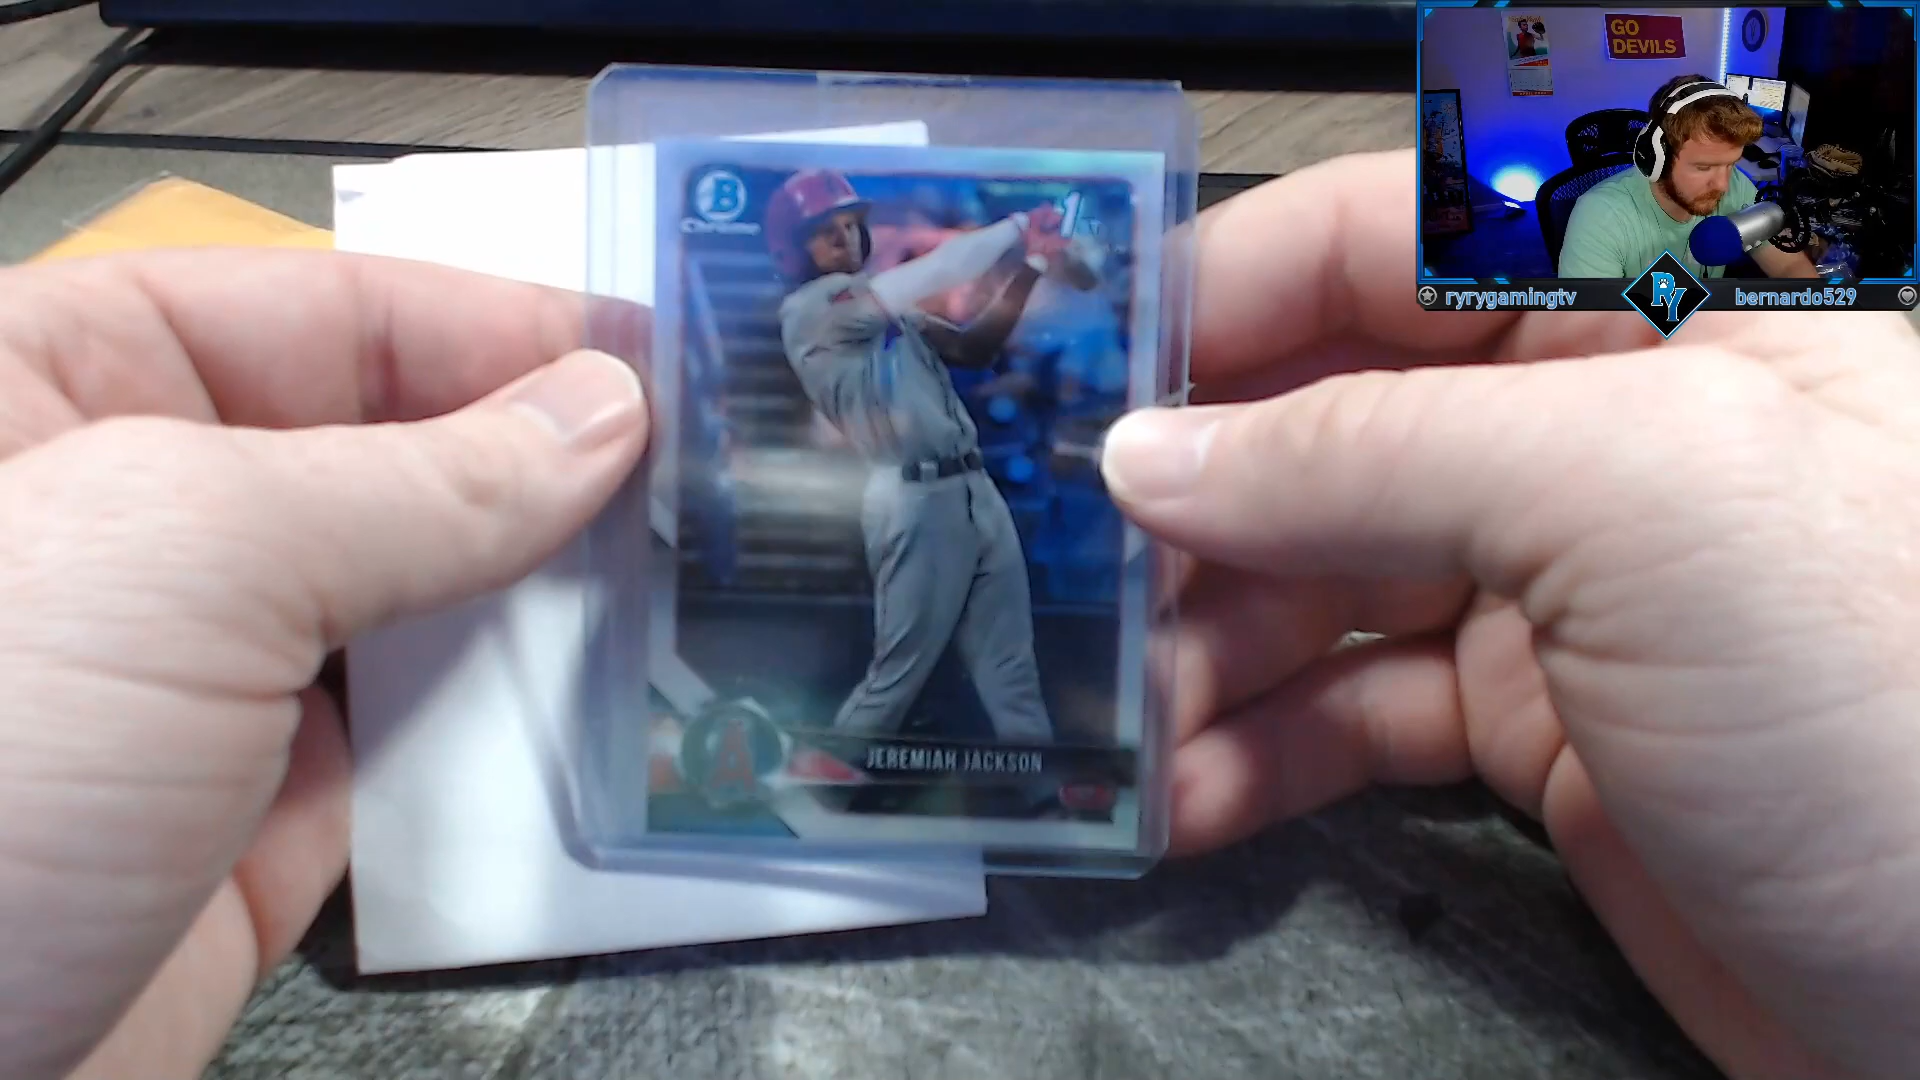 B
Chrome
1st
A
JEREMIAH JACKSON
GO
DEVILS
RY
ryrygamingtv
bernardo529